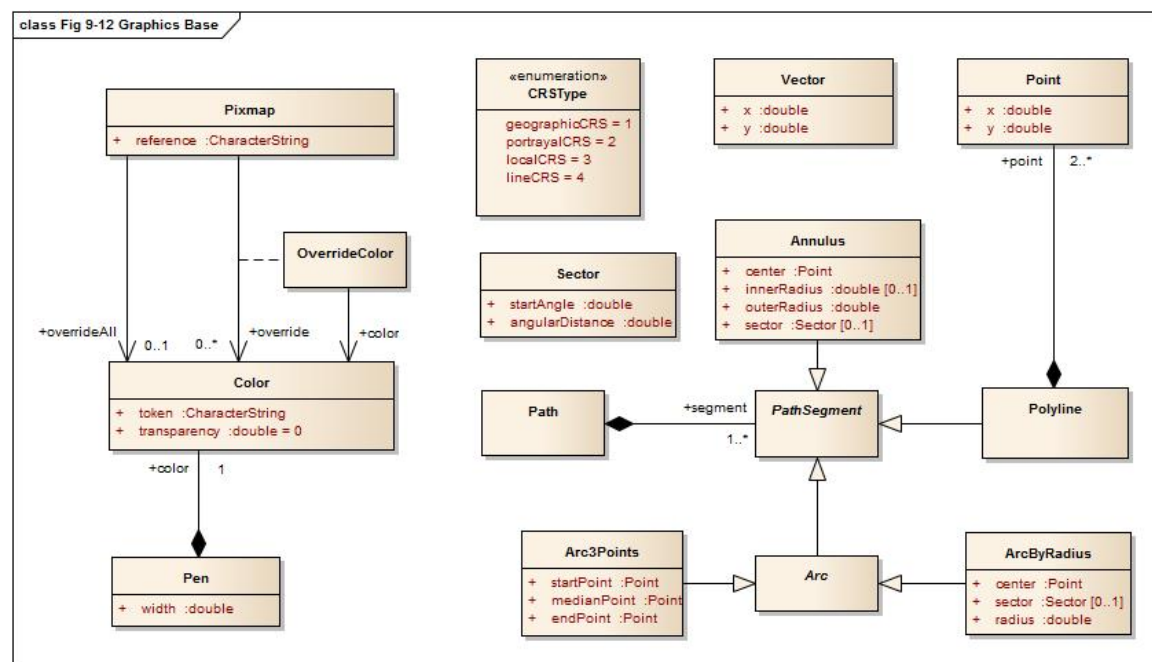 class Fig 9-12 Graphics Base
Pixmap
+ reference :CharacterString
«enumeration»
CRSType
geographicCRS = 1
portrayalCRS = 2
localCRS = 3
lineCRS = 4
Vector
+ x :double
+ y :double
Point
+ x :double
+ y :double
+point 2..*
OverrideColor
+overrideAll 0..1
0..* +override
+color
Sector
+ startAngle :double
+ angularDistance :double
Annulus
+ center :Point
+ innerRadius :double [0..1]
+ outerRadius :double
+ sector :Sector [0..1]
Color
+ token :CharacterString
+ transparency :double = 0
+color 1
Path
+segment
1..*
PathSegment
Polyline
Pen
+ width :double
Arc3Points
+ startPoint :Point
+ medianPoint :Point
+ endPoint :Point
Arc
ArcByRadius
+ center :Point
+ sector :Sector [0..1]
+ radius :double